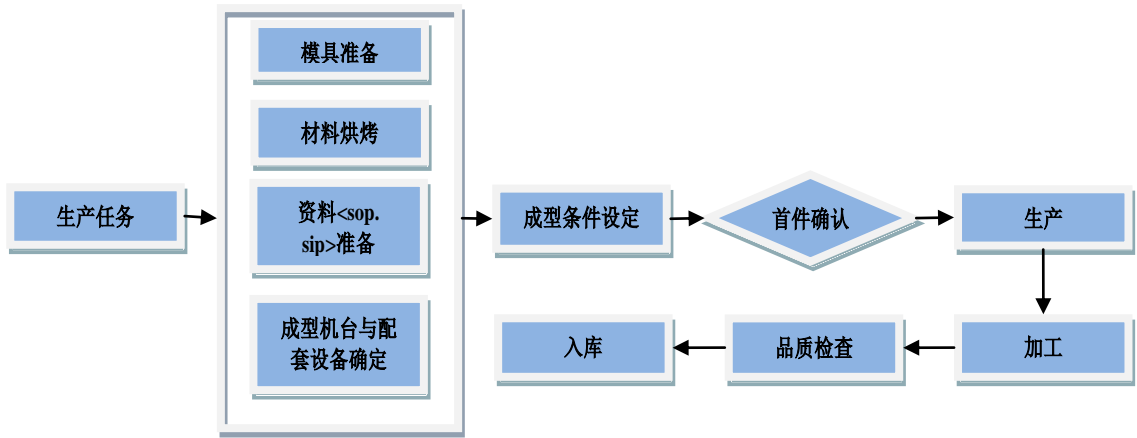 生产任务
模具准备
材料烘烤
资料<sop.
sip>准备
成型机台与配
套设备确定
成型条件设定
首件确认
生产
加工
品质检查
入库